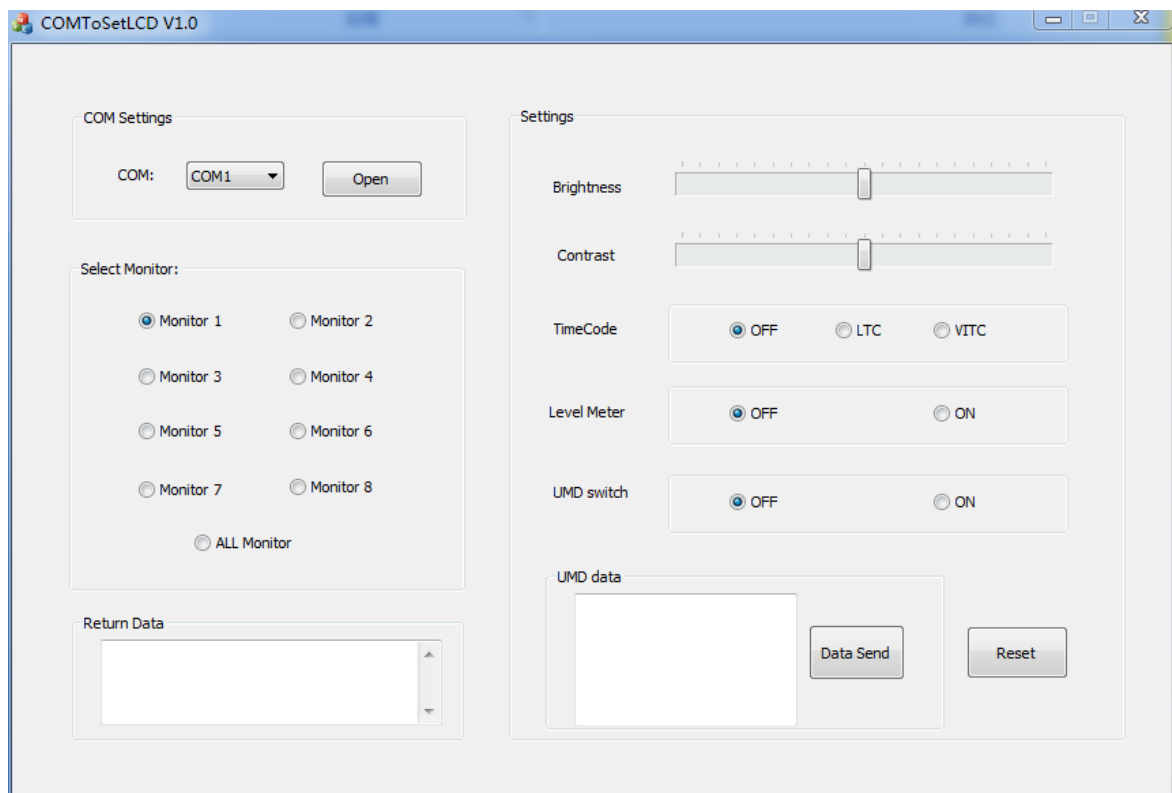 COMToSetLCD V1.0
COM Settings
COM:
COM1
Open
Select Monitor:
Monitor 1
Monitor 2
Monitor 3
Monitor 4
Monitor 5
Monitor 6
Monitor 7
Monitor 8
ALL Monitor
Return Data
Settings
Brightness
Contrast
TimeCode
OFF
LTC
VITC
Level Meter
OFF
ON
UMD switch
OFF
ON
UMD data
Data Send
Reset